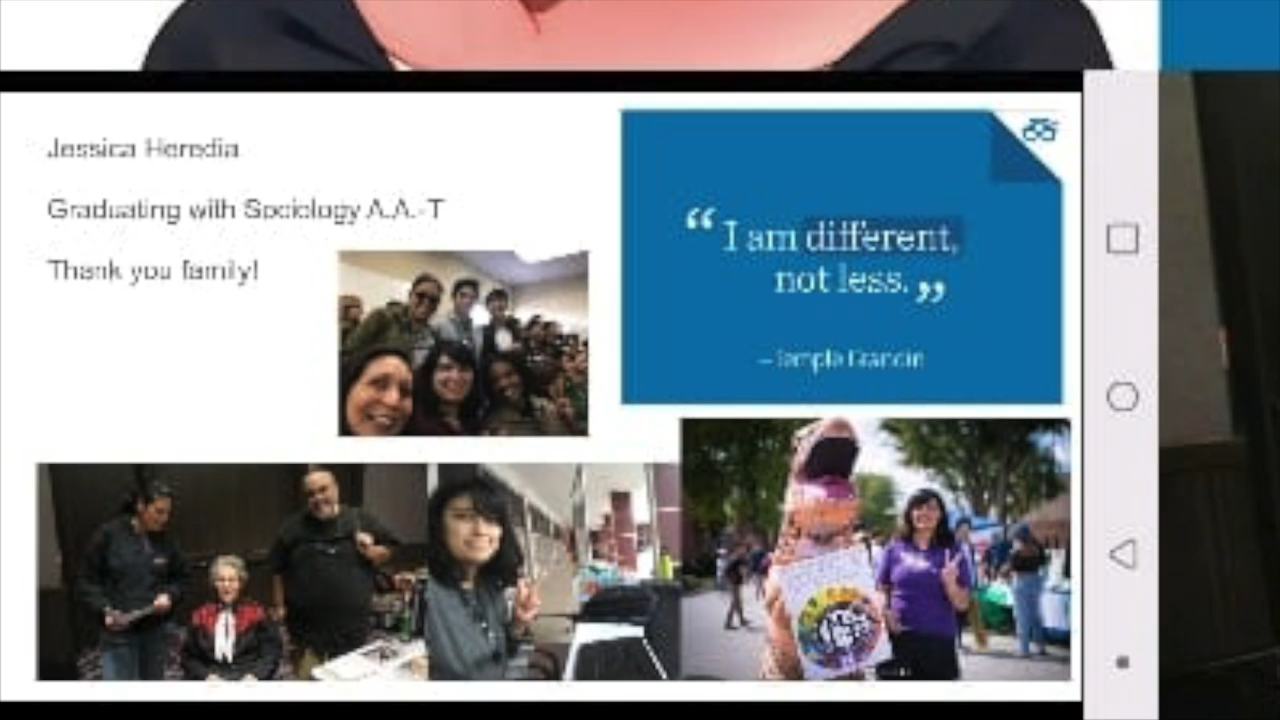 Jessica Heredia
Graduating with Sociology A.A.-T
Thank you family!
“I am different,
not less.”
– Temple Grandin